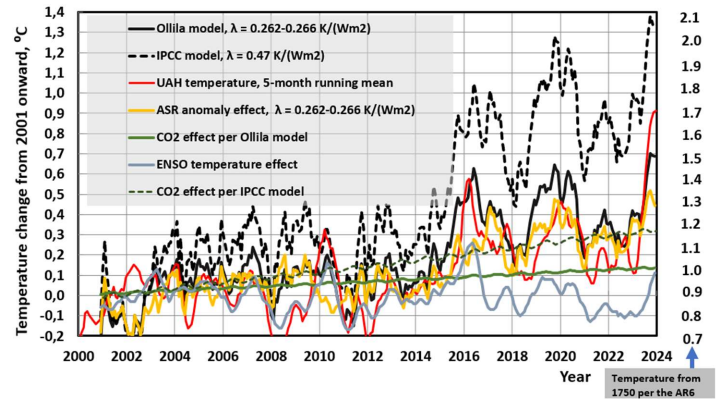 Temperature change from 2001 onward, ⁰C
1,4
1,3
1,2
1,1
1,0
0,9
0,8
0,7
0,6
0,5
0,4
0,3
0,2
0,1
0,0
-0,1
-0,2
Ollila model, λ = 0.262-0.266 K/(Wm2)
IPCC model, λ = 0.47 K/(Wm2)
UAH temperature, 5-month running mean
ASR anomaly effect, λ = 0.262-0.266 K/(Wm2)
CO2 effect per Ollila model
ENSO temperature effect
CO2 effect per IPCC model
2.1
2.0
1.9
1.8
1.7
1.6
1.5
1.4
1.3
1.2
1.1
1.0
0.9
0.8
0.7
2000 2002 2004 2006 2008 2010 2012 2014 2016 2018 2020 2022 2024
Year
Temperature from
1750 per the AR6